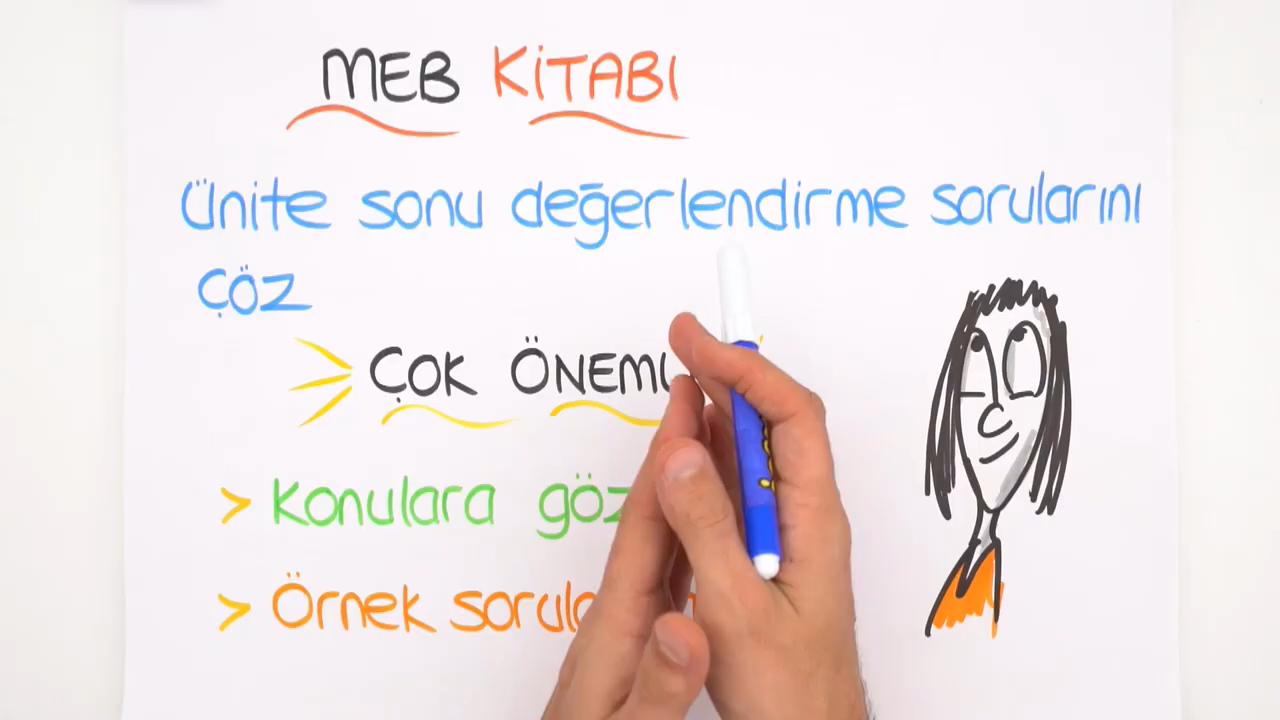 MEB KİTABI
Ünite sonu değerlendirme sorularını
çöz
ÇOK
> Konulara
> Örnek